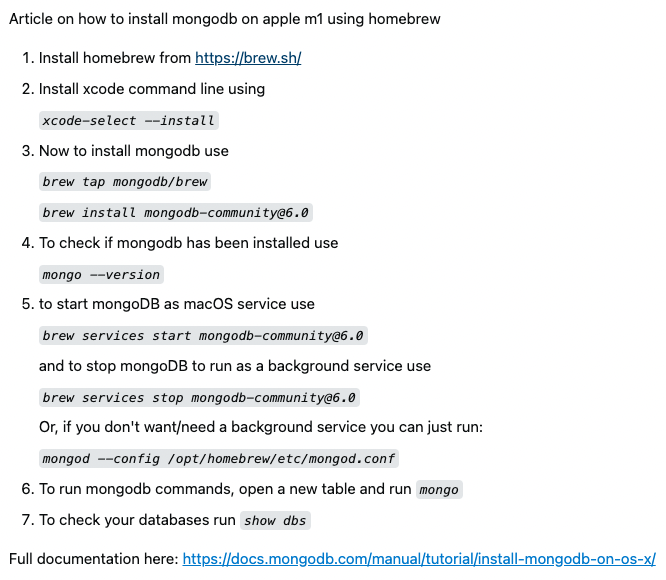 Article on how to install mongodb on apple m1 using homebrew
1. Install homebrew from https://brew.sh/
2. Install xcode command line using
xcode-select --install
3. Now to install mongodb use
brew tap mongodb/brew
brew install mongodb-community@6.0
4. To check if mongodb has been installed use
mongo --version
5. to start mongoDB as macOS service use
brew services start mongodb-community@6.0
and to stop mongoDB to run as a background service use
brew services stop mongodb-community@6.0
Or, if you don't want/need a background service you can just run:
mongod --config /opt/homebrew/etc/mongod.conf
6. To run mongodb commands, open a new table and run mongo
7. To check your databases run show dbs
Full documentation here: https://docs.mongodb.com/manual/tutorial/install-mongodb-on-os-x/